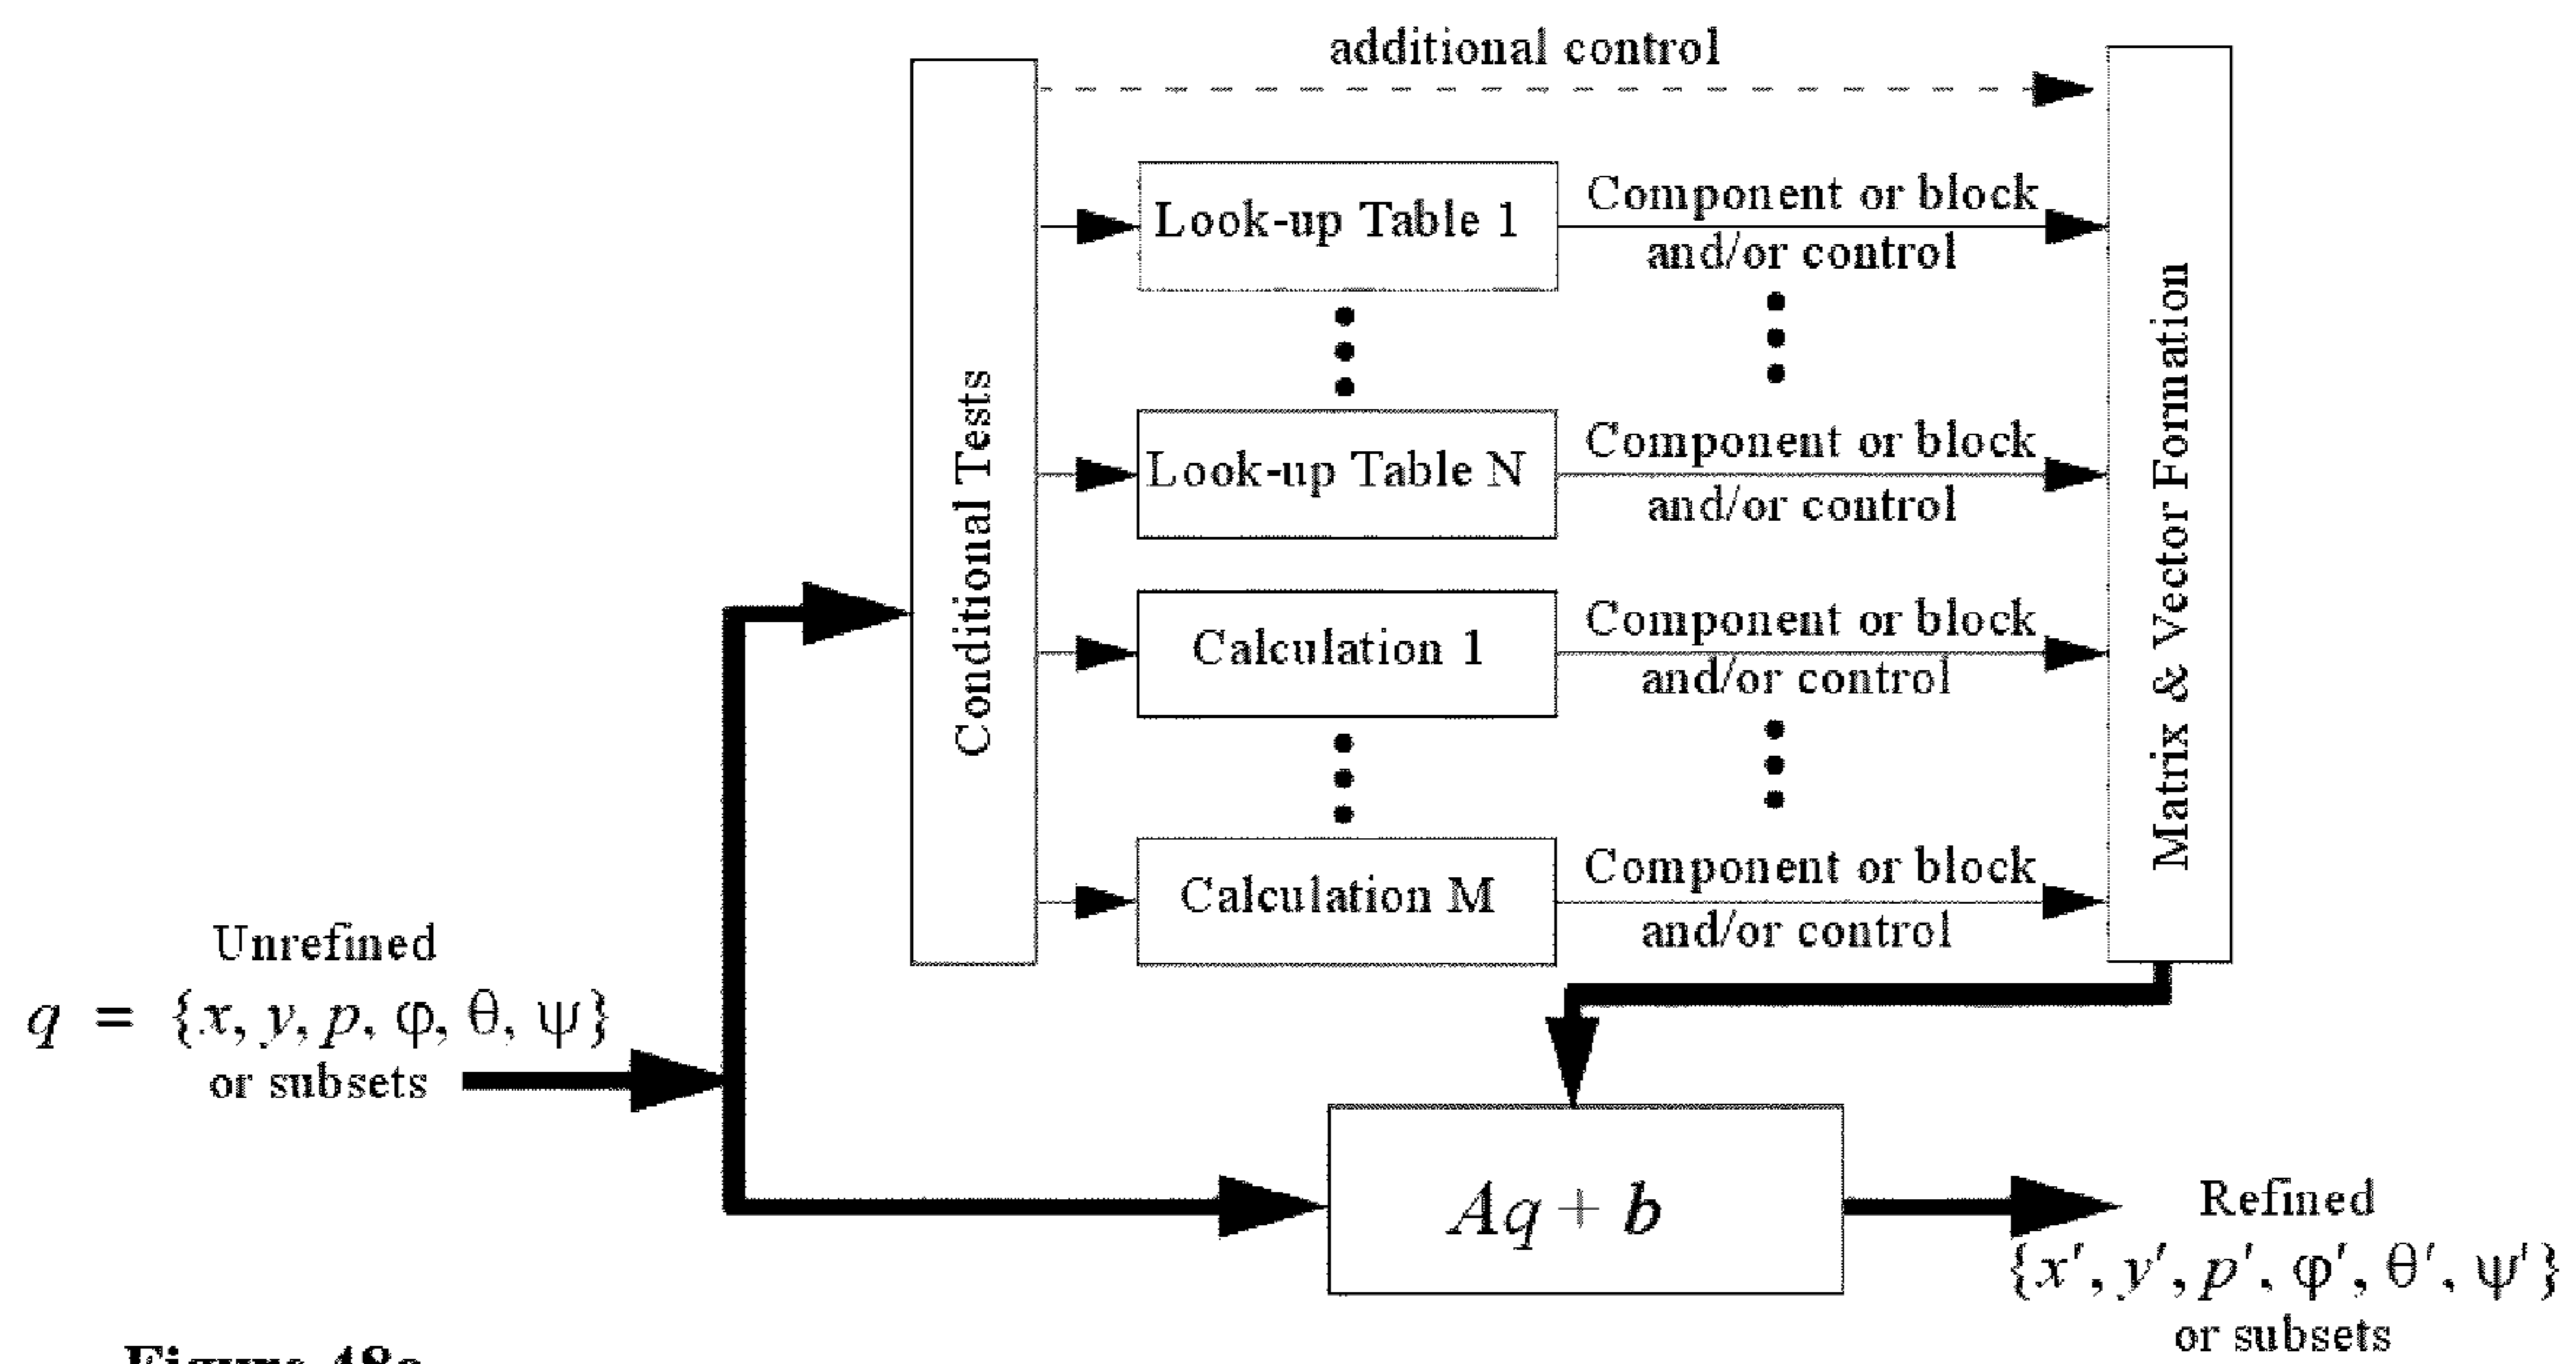 additional control
Look-up Table 1
Component or block
and/or control
Look-up Table N
Component or block
and/or control
Conditional Tests
Calculation 1
Component or block
and/or control
Calculation M
Component or block
and/or control
Matrix & Vector Formation
Unrefined
q = {x, y, p, φ, θ, ψ}
or subsets
Aq + b
Refined
{x′, y′, p′, φ′, θ′, ψ′}
or subsets